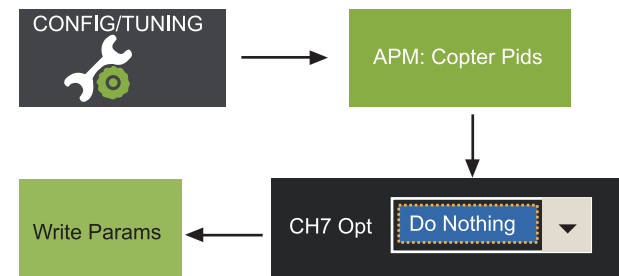 CONFIG/TUNING
APM: Copter Pids
CH7 Opt Do Nothing
Write Params